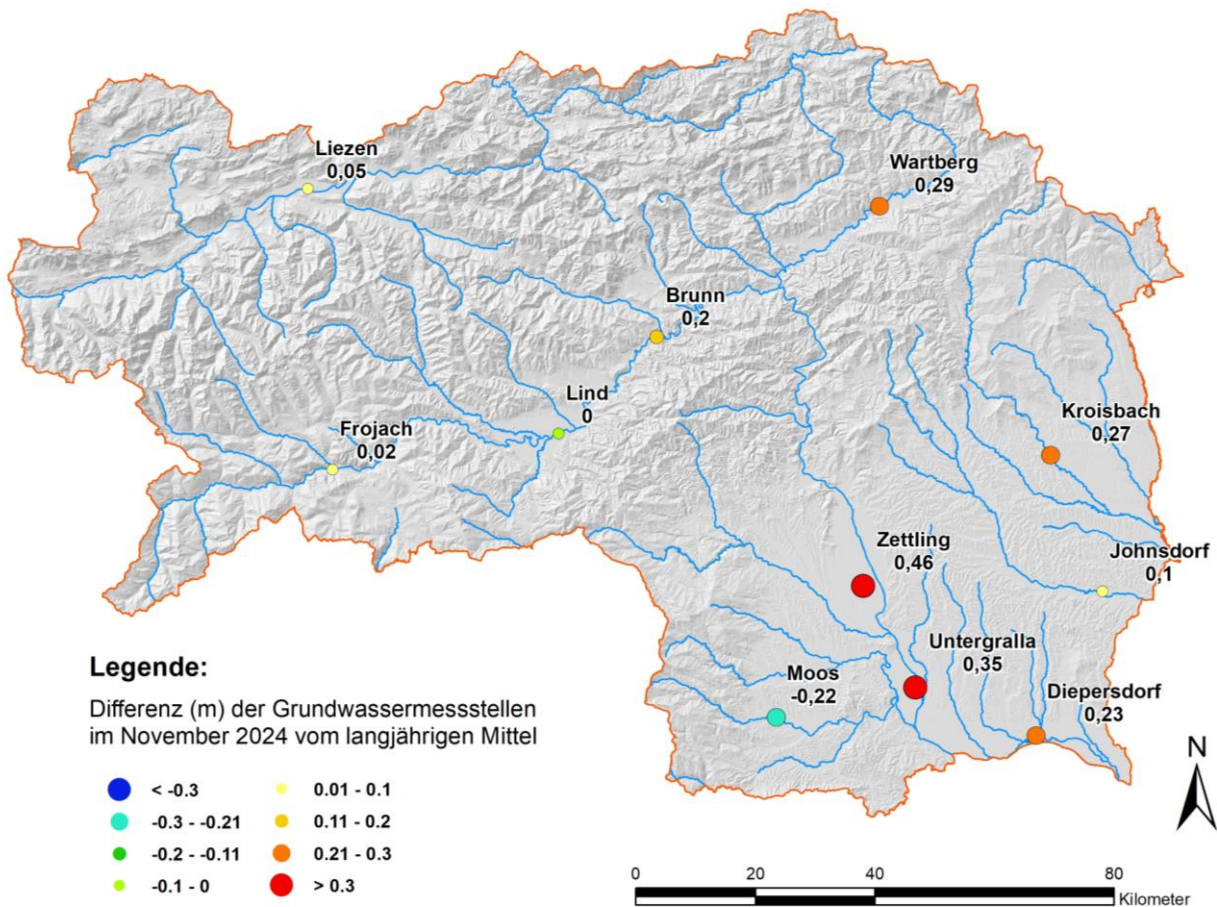 Liezen
0,05
Wartberg
0,29
Brunn
0,2
Lind
0
Kroisbach
0,27
Frojach
0,02
Zettling
0,46
Johnsdorf
0,1
Untergralla
0,35
Moos
-0,22
Diepersdorf
0,23
Legende:
Differenz (m) der Grundwassermessstellen
im November 2024 vom langjährigen Mittel
< -0.3
-0.3 - -0.21
-0.2 - -0.11
-0.1 - 0
0.01 - 0.1
0.11 - 0.2
0.21 - 0.3
> 0.3
N
0 20 40 80
Kilometer